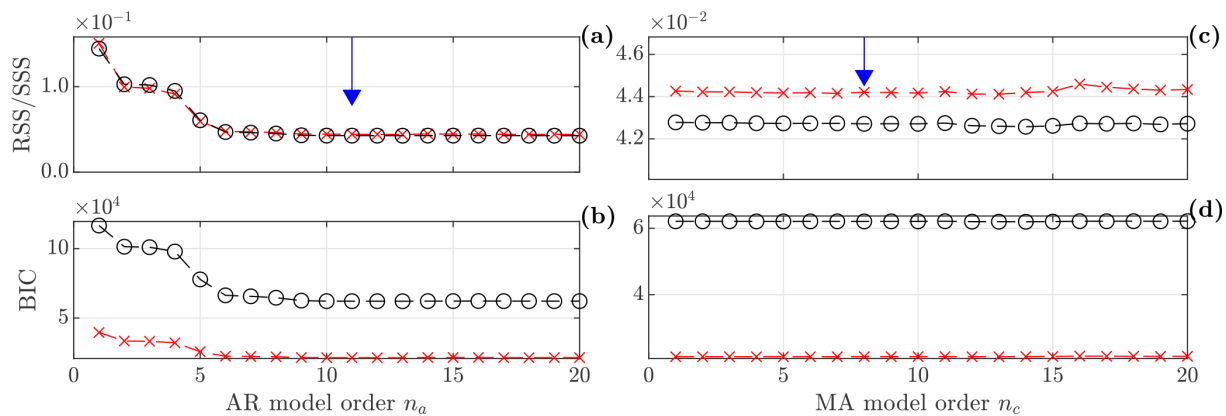 ×10⁻¹
(a)
RSS/SSS
1.0
0.0
×10⁻²
(c)
4.6
4.4
4.2
×10⁴
(b)
BIC
10
5
0 5 10 15 20
AR model order nₐ
×10⁴
(d)
6
4
0 5 10 15 20
MA model order n_c